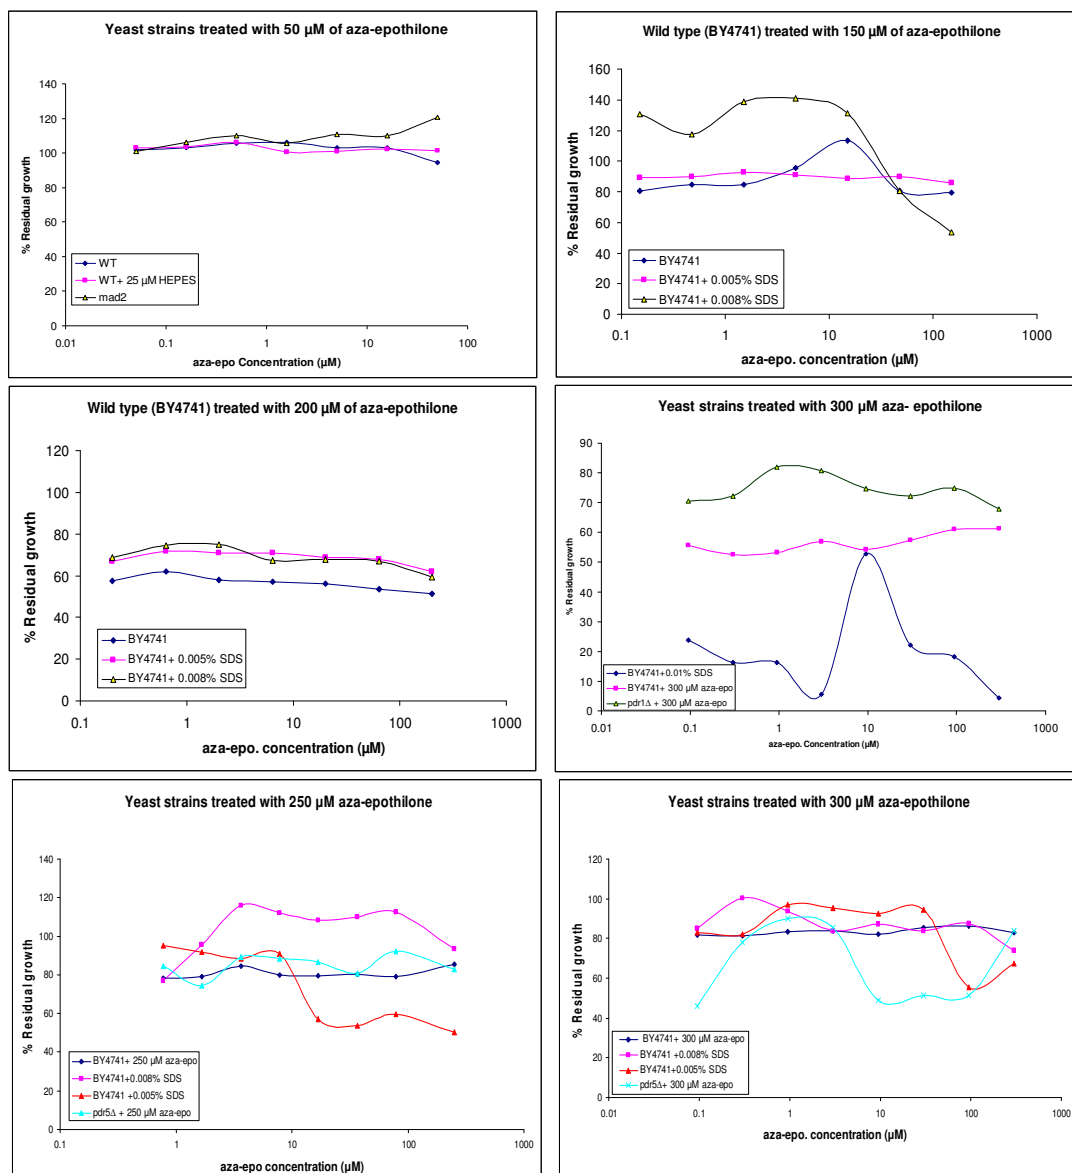 Yeast strains treated with 50 µM of aza-epothilone
140
120
100
80
60
40
20
0
0.01 0.1 1 10 100
% Residual growth
aza-epo Concentration (µM)
WT
WT+ 25 µM HEPES
mad2
Wild type (BY4741) treated with 150 µM of aza-epothilone
160
140
120
100
80
60
40
20
0
0.1 1 10 100 1000
% Residual growth
aza-epo. concentration (µM)
BY4741
BY4741+ 0.005% SDS
BY4741+ 0.008% SDS
Wild type (BY4741) treated with 200 µM of aza-epothilone
120
100
80
60
40
20
0
0.1 1 10 100 1000
% Residual growth
aza-epo. concentration (µM)
BY4741
BY4741+ 0.005% SDS
BY4741+ 0.008% SDS
Yeast strains treated with 300 µM aza- epothilone
90
80
70
60
50
40
30
20
10
0
0.01 0.1 1 10 100 1000
% Residual growth
aza-epo. Concentration (µM)
BY4741+0.01% SDS
BY4741+ 300 µM aza-epo
pdr1Δ + 300 µM aza-epo
Yeast strains treated with 250 µM aza-epothilone
140
120
100
80
60
40
20
0
0.1 1 10 100 1000
% Residual growth
aza-epo concentration (µM)
BY4741+ 250 µM aza-epo
BY4741+0.008% SDS
BY4741 +0.005% SDS
pdr5Δ + 250 µM aza-epo
Yeast strains treated with 300 µM aza-epothilone
120
100
80
60
40
20
0
0.01 0.1 1 10 100 1000
% Residual growth
aza-epo. concentration (µM)
BY4741+ 300 µM aza-epo
BY4741 +0.008% SDS
BY4741+0.005% SDS
pdr5Δ+ 300 µM aza-epo